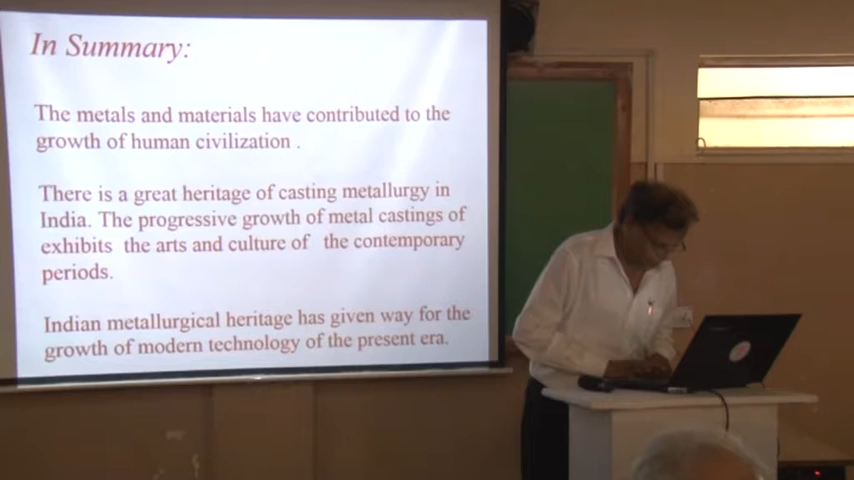 In Summary:
The metals and materials have contributed to the
growth of human civilization .
There is a great heritage of casting metallurgy in
India. The progressive growth of metal castings of
exhibits the arts and culture of the contemporary
periods.
Indian metallurgical heritage has given way for the
growth of modern technology of the present era.